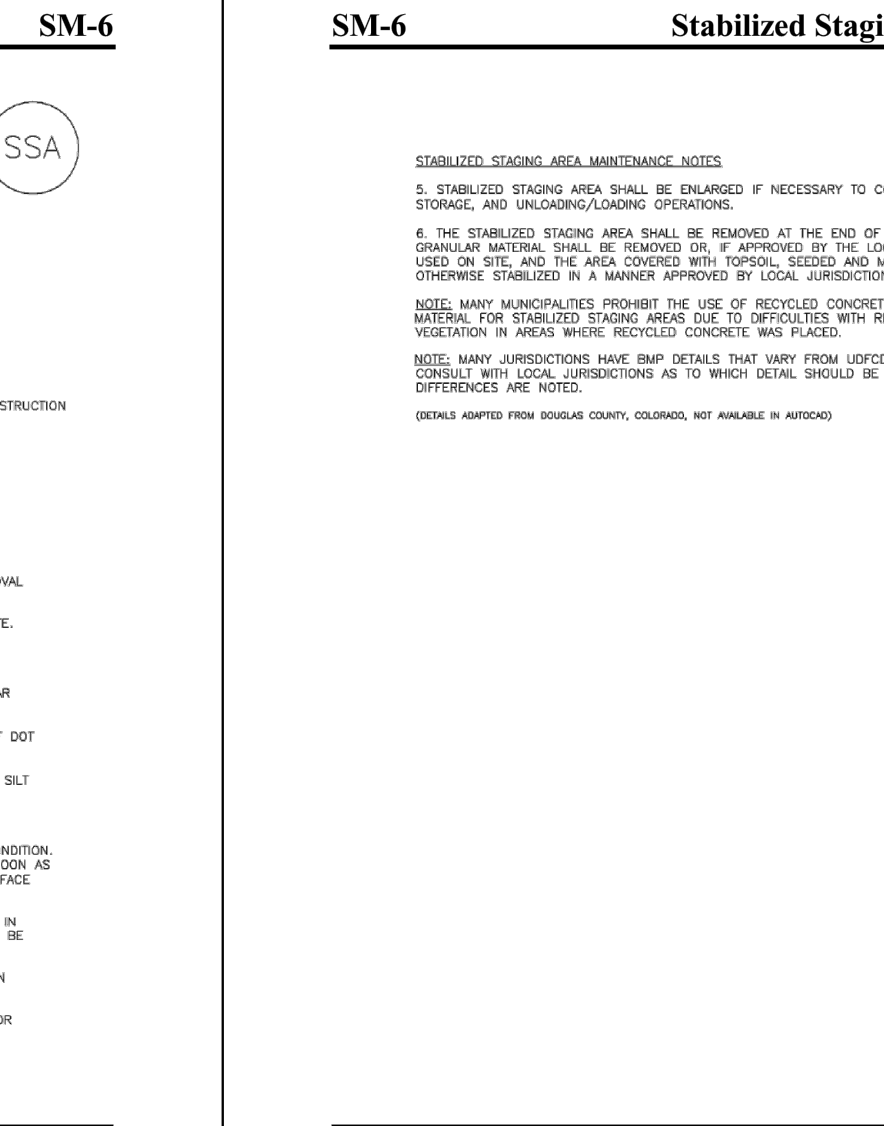 SM-6
SSA
STRUCTION
OVAL
TE.
AR
T DOT
SILT
ONDITION.
OON AS
FACE
IN
BE
N
OR
SM-6
Stabilized Stagi
STABILIZED STAGING AREA MAINTENANCE NOTES
5. STABILIZED STAGING AREA SHALL BE ENLARGED IF NECESSARY TO C
STORAGE, AND UNLOADING/LOADING OPERATIONS.
6. THE STABILIZED STAGING AREA SHALL BE REMOVED AT THE END OF
GRANULAR MATERIAL SHALL BE REMOVED OR, IF APPROVED BY THE LO
USED ON SITE, AND THE AREA COVERED WITH TOPSOIL, SEEDED AND M
OTHERWISE STABILIZED IN A MANNER APPROVED BY LOCAL JURISDICTION
NOTE: MANY MUNICIPALITIES PROHIBIT THE USE OF RECYCLED CONCRET
MATERIAL FOR STABILIZED STAGING AREAS DUE TO DIFFICULTIES WITH R
VEGETATION IN AREAS WHERE RECYCLED CONCRETE WAS PLACED.
NOTE: MANY JURISDICTIONS HAVE BMP DETAILS THAT VARY FROM UDFCD
CONSULT WITH LOCAL JURISDICTIONS AS TO WHICH DETAIL SHOULD BE
DIFFERENCES ARE NOTED.
(DETAILS ADAPTED FROM DOUGLAS COUNTY, COLORADO, NOT AVAILABLE IN AUTOCAD)